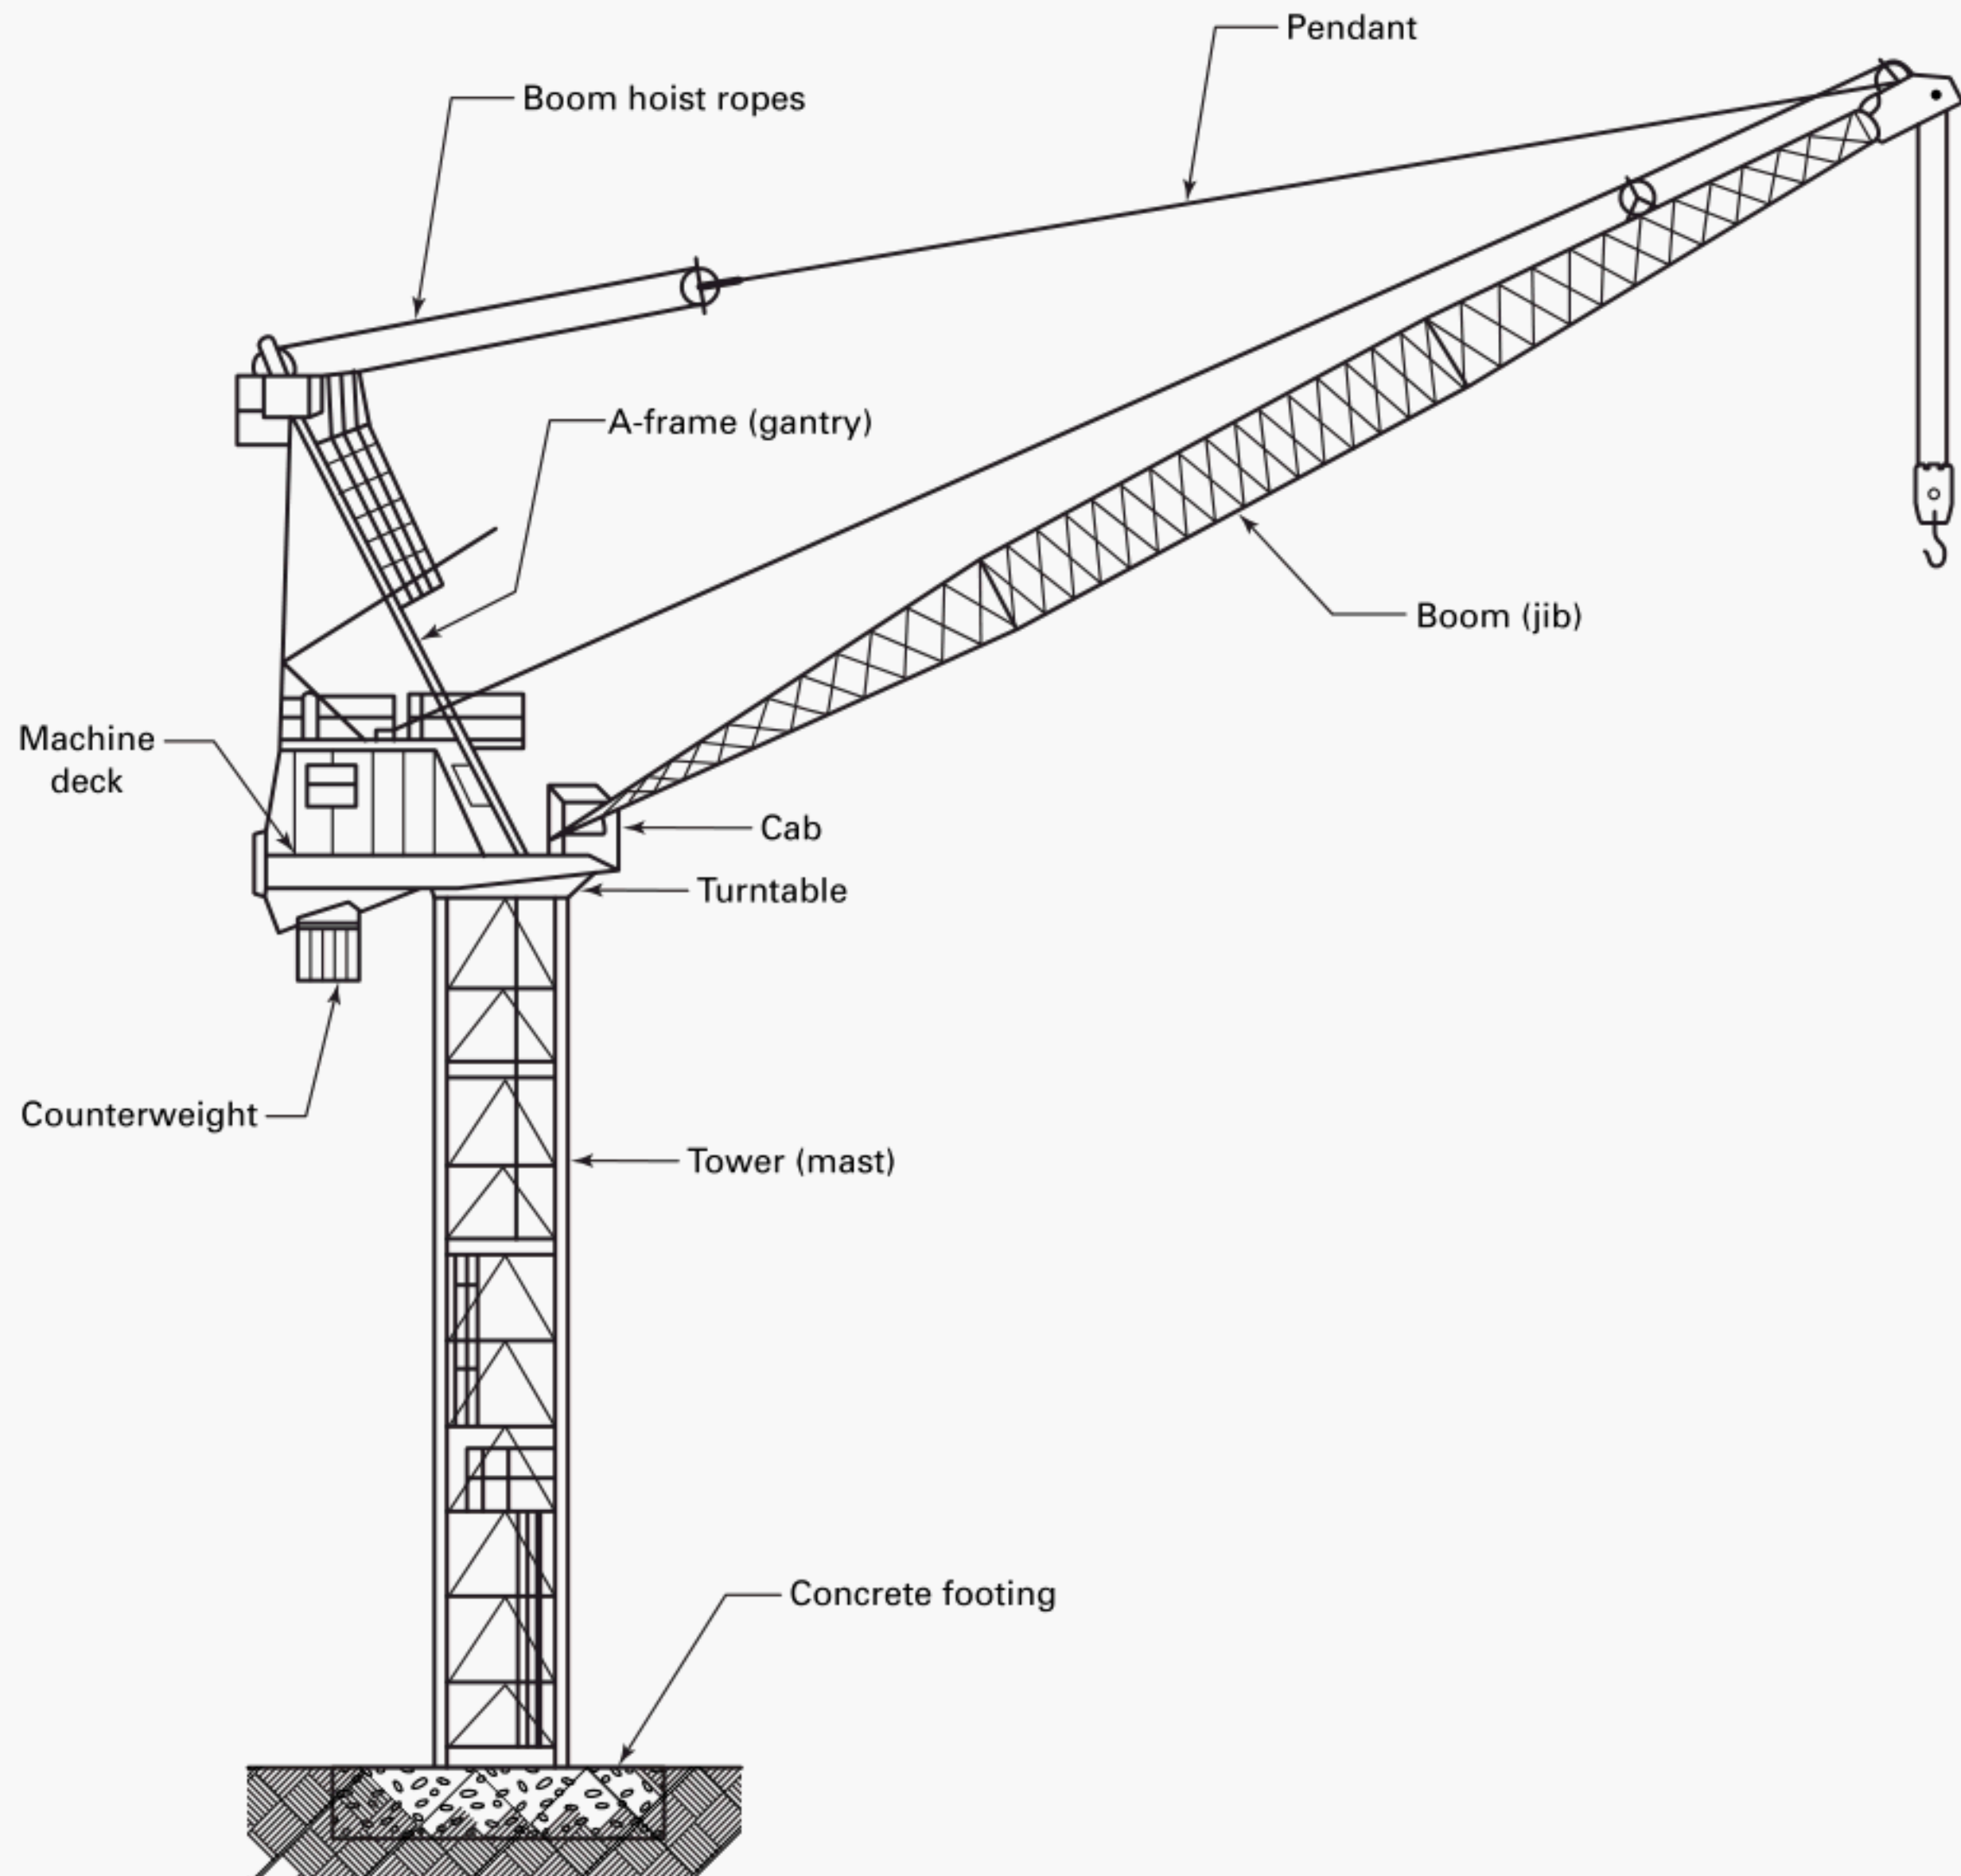 Pendant
Boom hoist ropes
A-frame (gantry)
Boom (jib)
Machine
deck
Cab
Turntable
Counterweight
Tower (mast)
Concrete footing